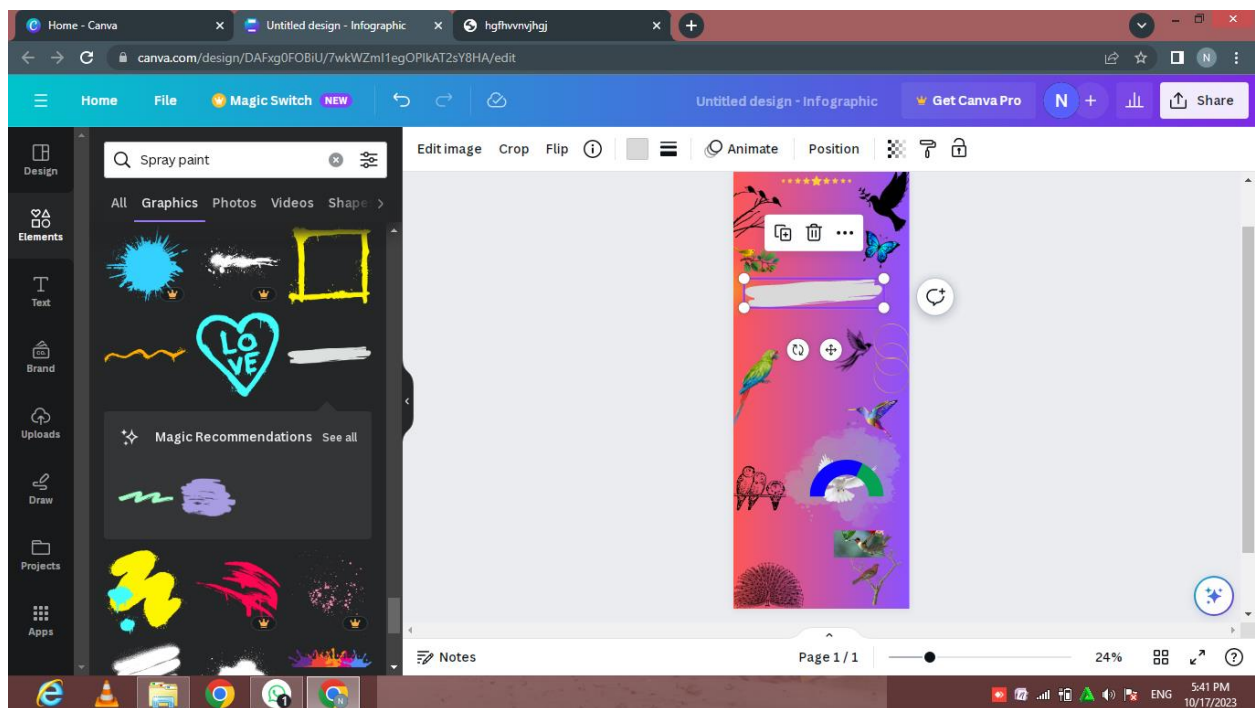 Home - Canva
Untitled design - Infographic
hgfhvvnvjhgj
canva.com/design/DAFxg0FOBiU/7wkWZmI1egOPIkAT2sY8HA/edit
N
Home File Magic Switch NEW
Untitled design - Infographic
Get Canva Pro
N
Share
Design
Spray paint
Edit image Crop Flip
Animate Position
All Graphics Photos Videos Shape
Elements
Text
LOVE
Brand
Uploads
Magic Recommendations See all
Draw
Projects
Apps
Notes
Page 1 / 1
24%
ENG
5:41 PM
10/17/2023